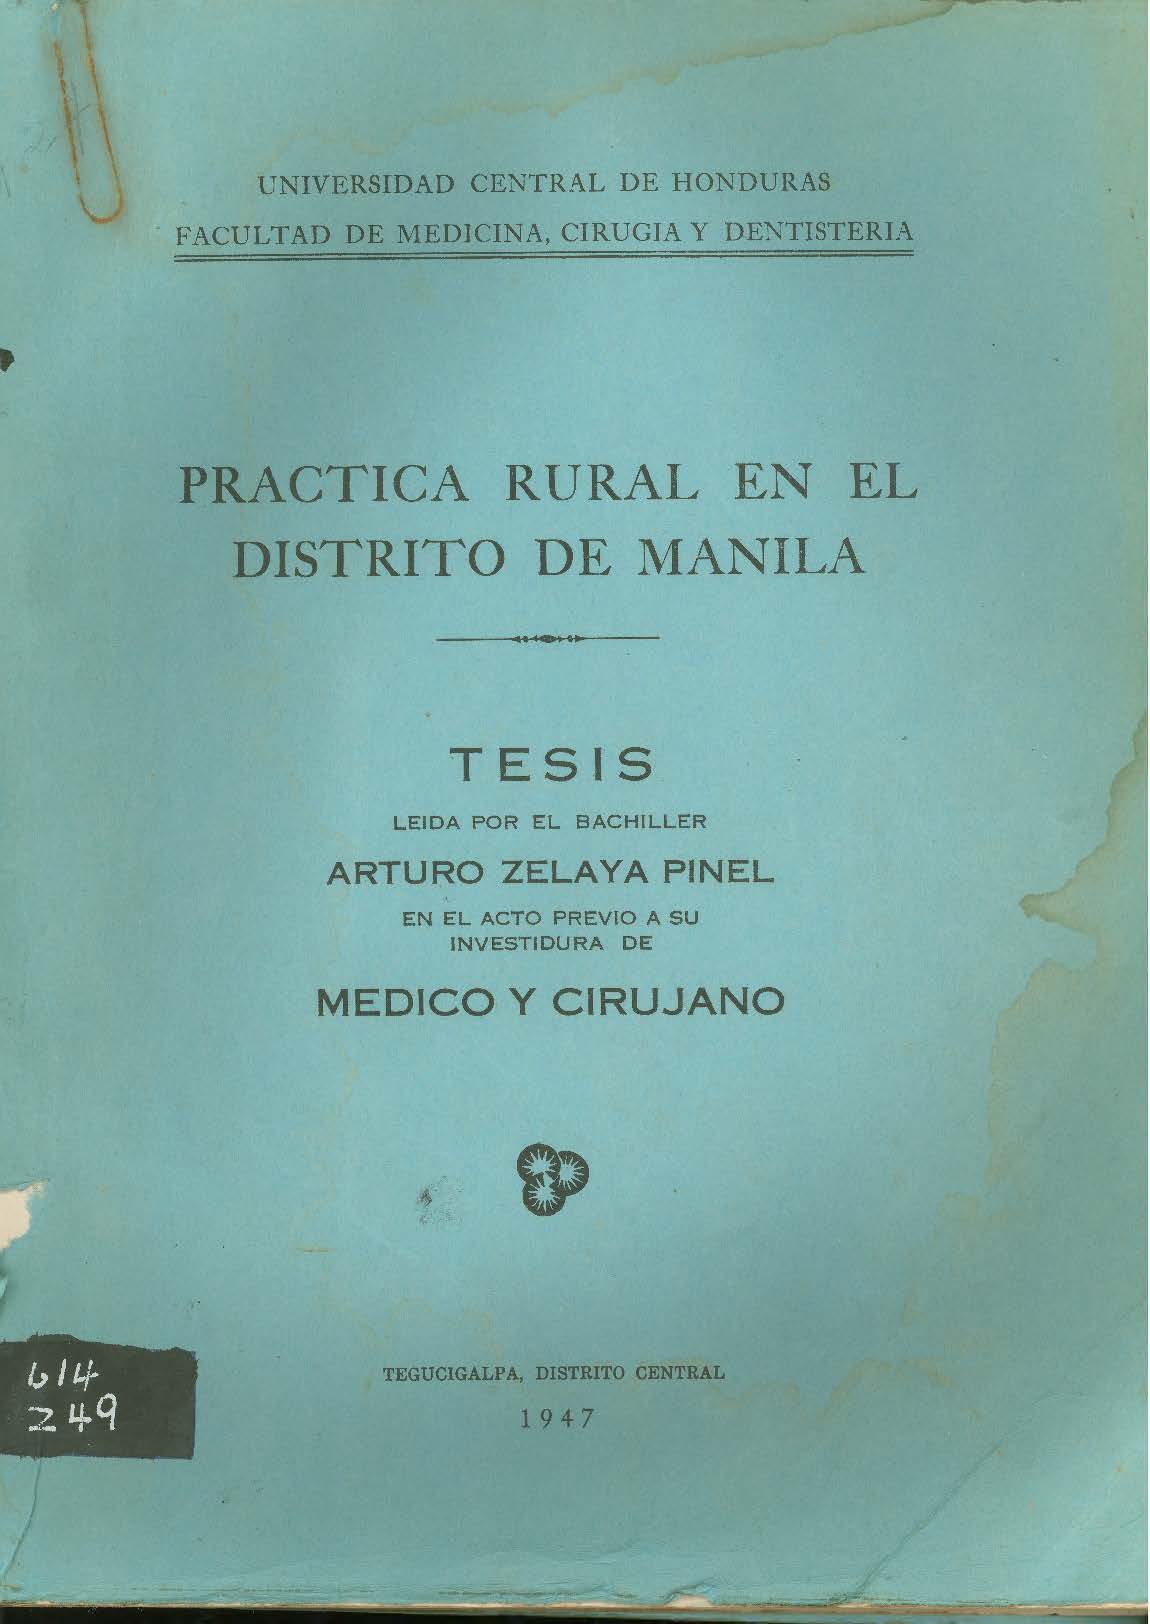 UNIVERSIDAD CENTRAL DE HONDURAS
FACULTAD DE MEDICINA, CIRUGIA Y DENTISTERIA
PRACTICA RURAL EN EL
DISTRITO DE MANILA
TESIS
LEIDA POR EL BACHILLER
ARTURO ZELAYA PINEL
EN EL ACTO PREVIO A SU
INVESTIDURA DE
MEDICO Y CIRUJANO
614
Z49
TEGUCIGALPA, DISTRITO CENTRAL
1947